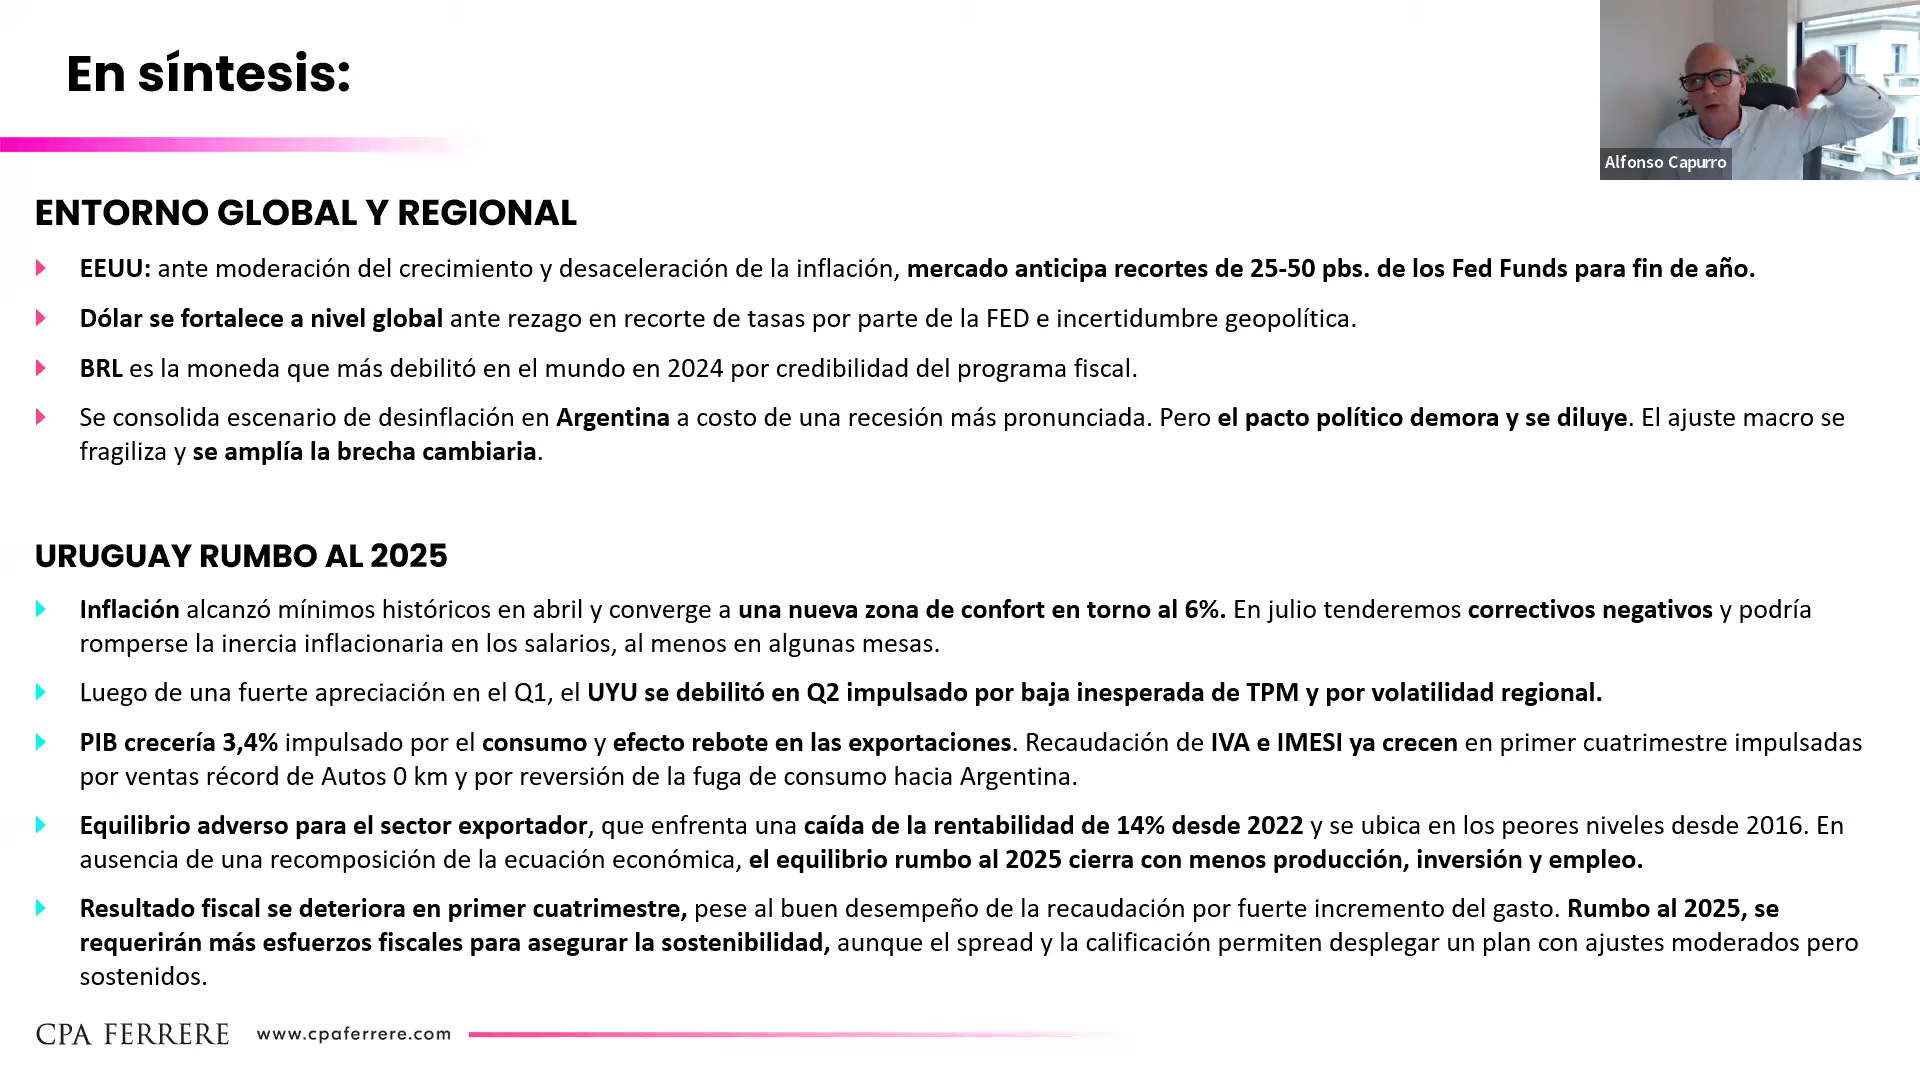 En síntesis:
Alfonso Capurro
ENTORNO GLOBAL Y REGIONAL
EEUU: ante moderación del crecimiento y desaceleración de la inflación, mercado anticipa recortes de 25-50 pbs. de los Fed Funds para fin de año.
Dólar se fortalece a nivel global ante rezago en recorte de tasas por parte de la FED e incertidumbre geopolítica.
BRL es la moneda que más debilitó en el mundo en 2024 por credibilidad del programa fiscal.
Se consolida escenario de desinflación en Argentina a costo de una recesión más pronunciada. Pero el pacto político demora y se diluye. El ajuste macro se
fragiliza y se amplía la brecha cambiaria.
URUGUAY RUMBO AL 2025
Inflación alcanzó mínimos históricos en abril y converge a una nueva zona de confort en torno al 6%. En julio tenderemos correctivos negativos y podría
romperse la inercia inflacionaria en los salarios, al menos en algunas mesas.
Luego de una fuerte apreciación en el Q1, el UYU se debilitó en Q2 impulsado por baja inesperada de TPM y por volatilidad regional.
PIB crecería 3,4% impulsado por el consumo y efecto rebote en las exportaciones. Recaudación de IVA e IMESI ya crecen en primer cuatrimestre impulsadas
por ventas récord de Autos 0 km y por reversión de la fuga de consumo hacia Argentina.
Equilibrio adverso para el sector exportador, que enfrenta una caída de la rentabilidad de 14% desde 2022 y se ubica en los peores niveles desde 2016. En
ausencia de una recomposición de la ecuación económica, el equilibrio rumbo al 2025 cierra con menos producción, inversión y empleo.
Resultado fiscal se deteriora en primer cuatrimestre, pese al buen desempeño de la recaudación por fuerte incremento del gasto. Rumbo al 2025, se
requerirán más esfuerzos fiscales para asegurar la sostenibilidad, aunque el spread y la calificación permiten desplegar un plan con ajustes moderados pero
sostenidos.
CPA FERRERE www.cpaferrere.com